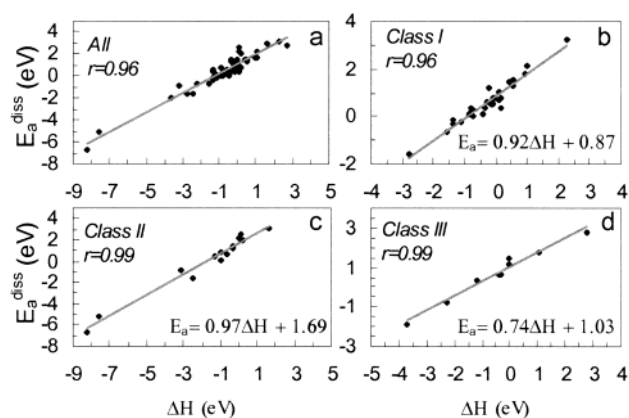 E_a^diss (eV)
4
2
0
-2
-4
-6
-8
All
r=0.96
a
-9 -7 -5 -3 -1 1 3 5
4
2
0
-2
Class I
r=0.96
b
E_a = 0.92ΔH + 0.87
-4 -3 -2 -1 0 1 2 3 4
E_a^diss (eV)
4
2
0
-2
-4
-6
-8
Class II
r=0.99
c
E_a = 0.97ΔH + 1.69
-9 -7 -5 -3 -1 1 3 5
ΔH (eV)
3
1
-1
-3
Class III
r=0.99
d
E_a = 0.74ΔH + 1.03
-4 -3 -2 -1 0 1 2 3 4
ΔH (eV)